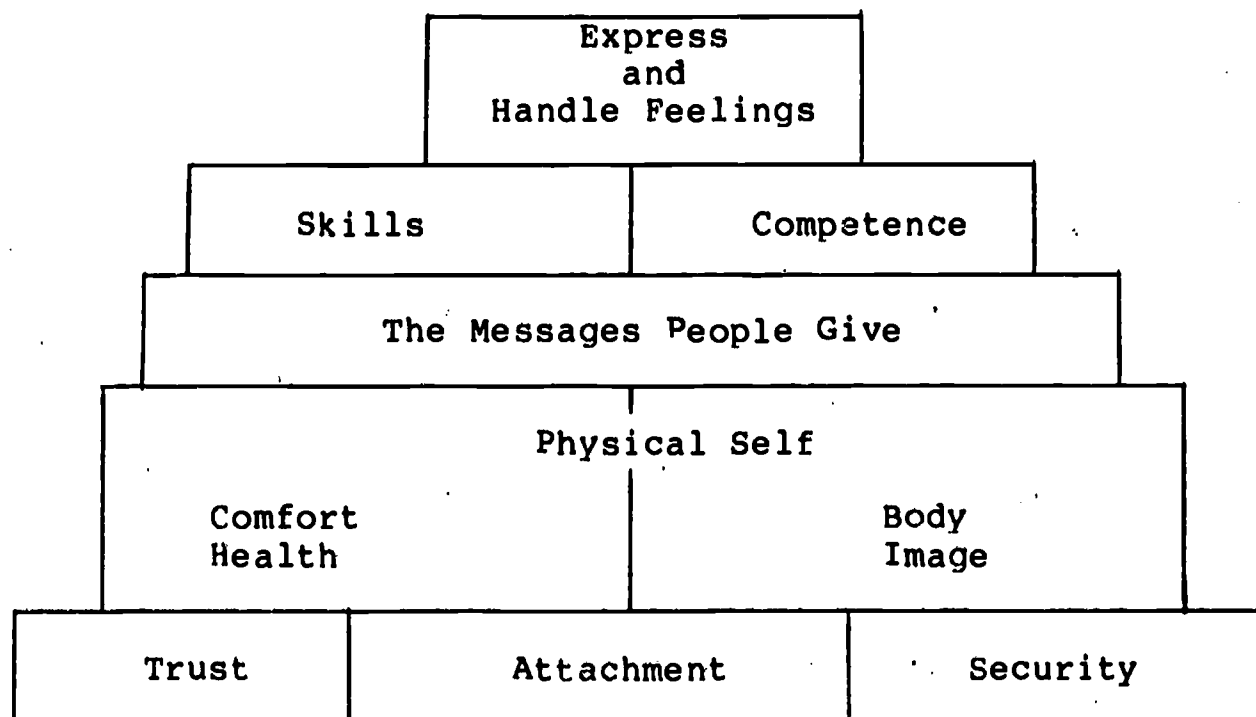 Express
and
Handle Feelings
Skills Competence
The Messages People Give
Physical Self
Comfort Body
Health Image
Trust Attachment Security